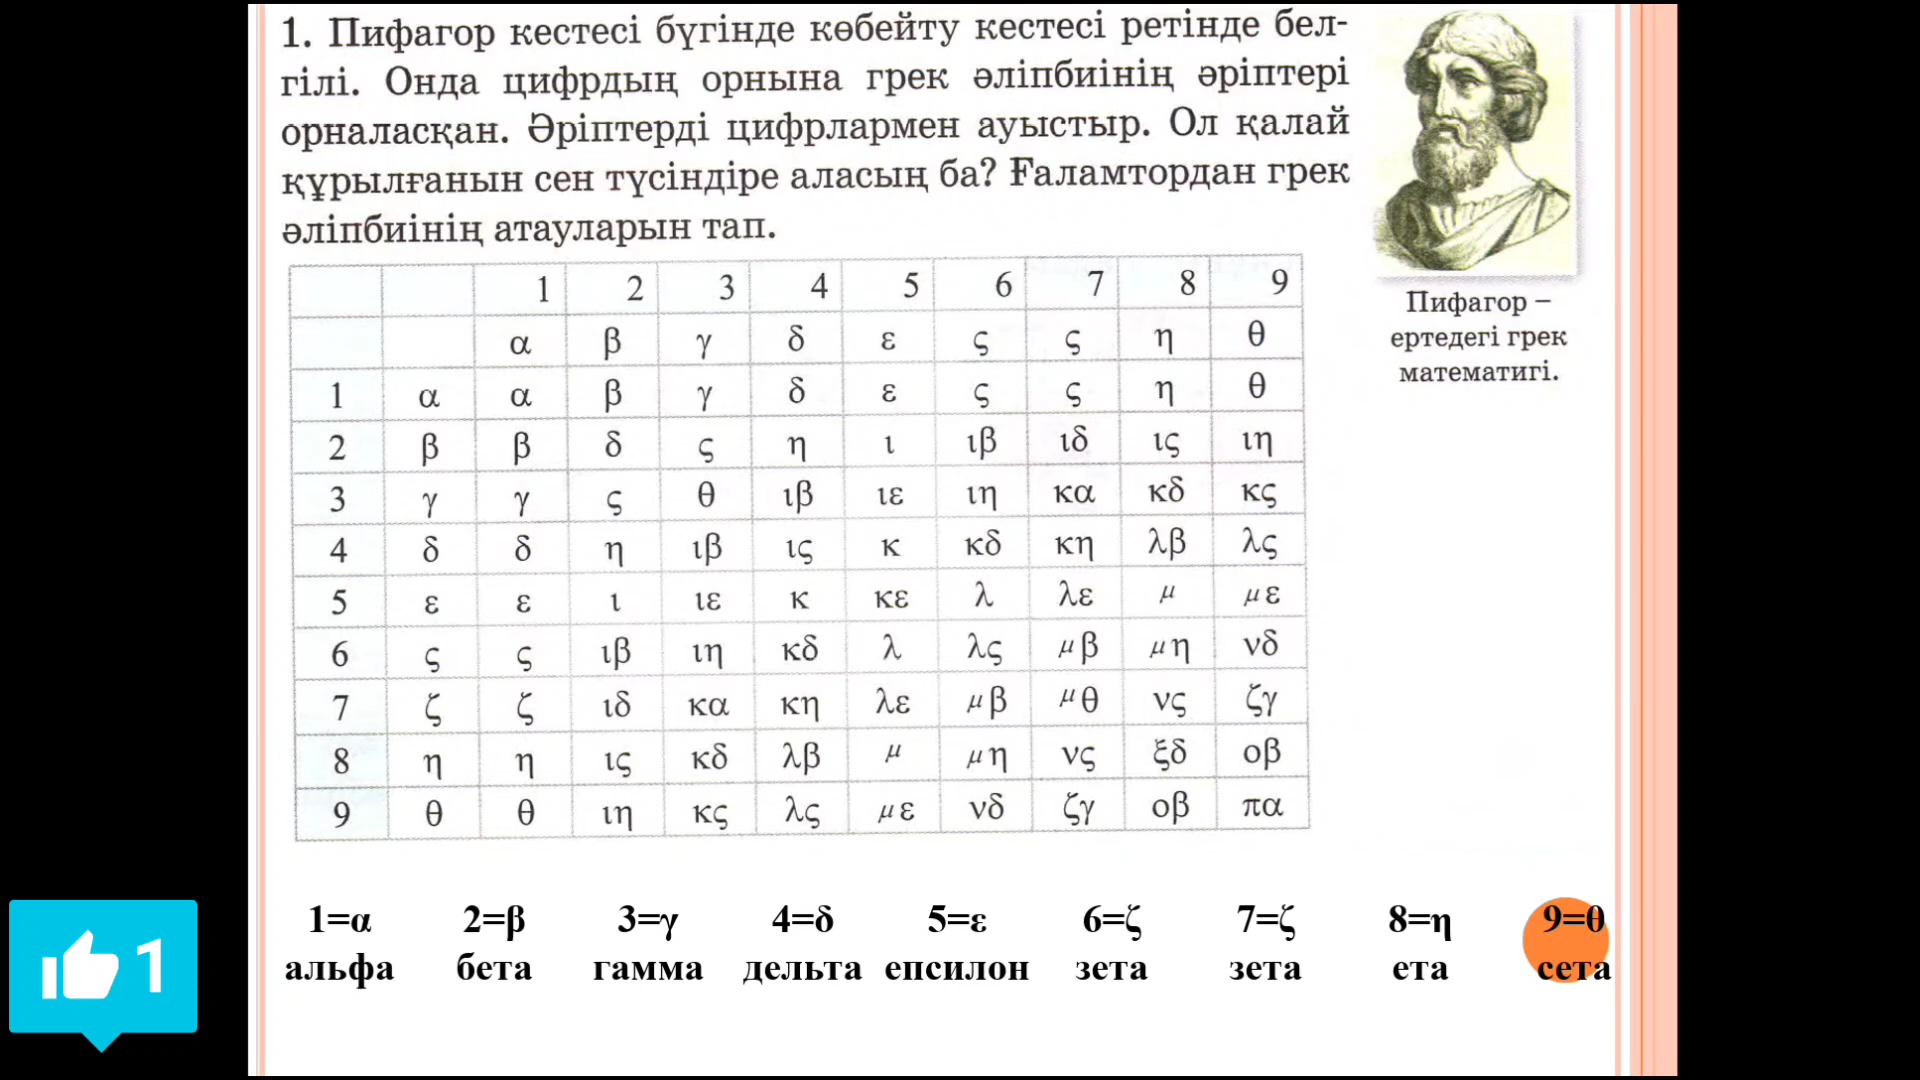 1. Пифагор кестесі бүгінде көбейту кестесі ретінде бел-
гілі. Онда цифрдың орнына грек әліпбиінің әріптері
орналасқан. Әріптерді цифрлармен ауыстыр. Ол қалай
құрылғанын сен түсіндіре аласың ба? Ғаламтордан грек
әліпбиінің атауларын тап.
Пифагор –
ертедегі грек
математигі.
1 2 3 4 5 6 7 8 9
α β γ δ ε ς ς η θ
1 α α β γ δ ε ς ς η θ
2 β β δ ς η ι ιβ ιδ ις ιη
3 γ γ ς θ ιβ ιε ιη κα κδ κς
4 δ δ η ιβ ις κ κδ κη λβ λς
5 ε ε ι ιε κ κε λ λε μ με
6 ς ς ιβ ιη κδ λ λς μβ μη νδ
7 ζ ζ ιδ κα κη λε μβ μθ νς ζγ
8 η η ις κδ λβ μ μη νς ξδ οβ
9 θ θ ιη κς λς με νδ ζγ οβ πα
1=α 2=β 3=γ 4=δ 5=ε 6=ζ 7=ζ 8=η 9=θ
альфа бета гамма дельта епсилон зета зета ета сета
1